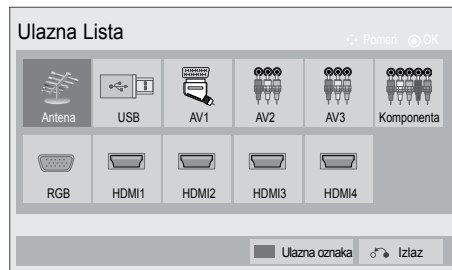 Ulazna Lista
Pomeri OK
Antena USB AV1 AV2 AV3 Komponenta
RGB HDMI1 HDMI2 HDMI3 HDMI4
Ulazna oznaka Izlaz